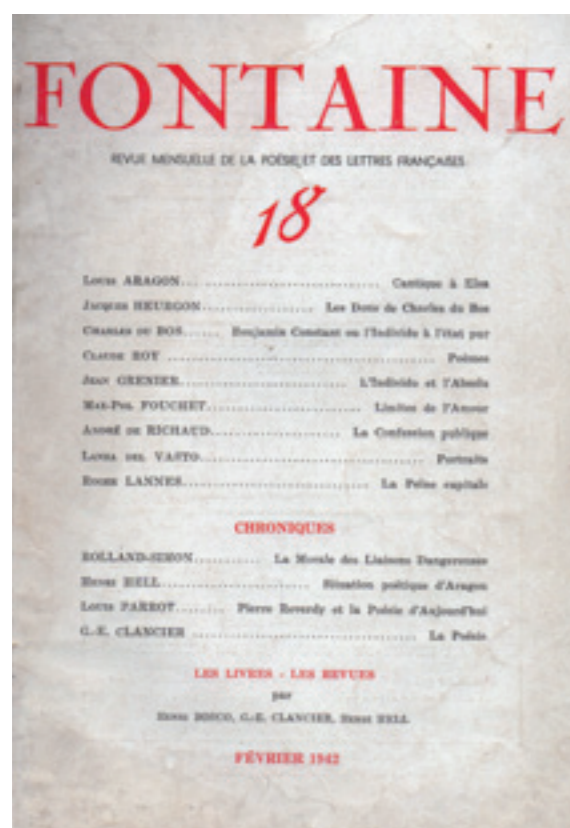 FONTAINE
REVUE MENSUELLE DE LA POÉSIE ET DES LETTRES FRANÇAISES
18
LOUIS ARAGON................................ Cantique à Elsa
JACQUES HEURGON.................. Les Dons de Charles du Bos
CHARLES DU BOS...... Benjamin Constant ou l'Individu à l'état pur
CLAUDE ROY ........................................... Poèmes
JEAN GRENIER............................ L'Individu et l'Absolu
MAX-POL FOUCHET........................ Limites de l'Amour
ANDRÉ DE RICHAUD..................... La Confession publique
LANZA DEL VASTO.................................... Portraits
ROGER LANNES.............................. La Peine capitale
CHRONIQUES
ROLLAND-SIMON........... La Morale des Liaisons Dangereuses
HENRI HELL.......................... Situation poétique d'Aragon
LOUIS PARROT........ Pierre Reverdy et la Poésie d'Aujourd'hui
G.-E. CLANCIER ..................................... La Poésie
LES LIVRES - LES REVUES
par
HENRI BOSCO, G.-E. CLANCIER, HENRI HELL
FÉVRIER 1942